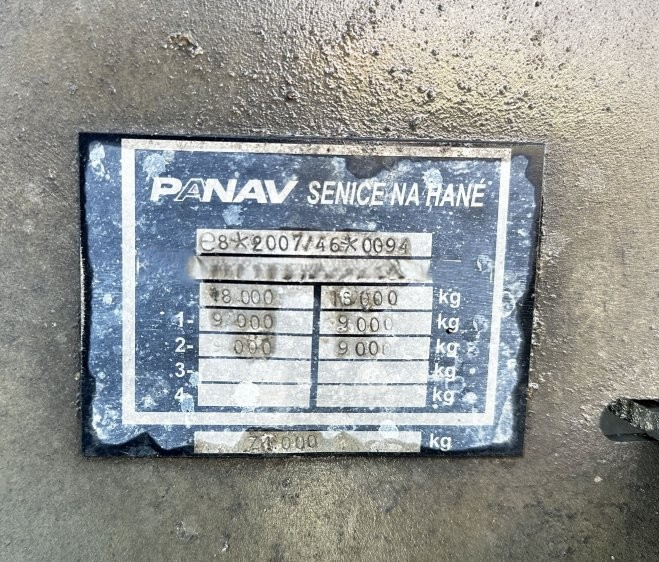 PANAV SENICE NA HANÉ
e8*2007/46*0094
18 000 18 000 kg
1- 9 000 9 000 kg
2- 9 000 9 000 kg
3- kg
4- kg
000 kg